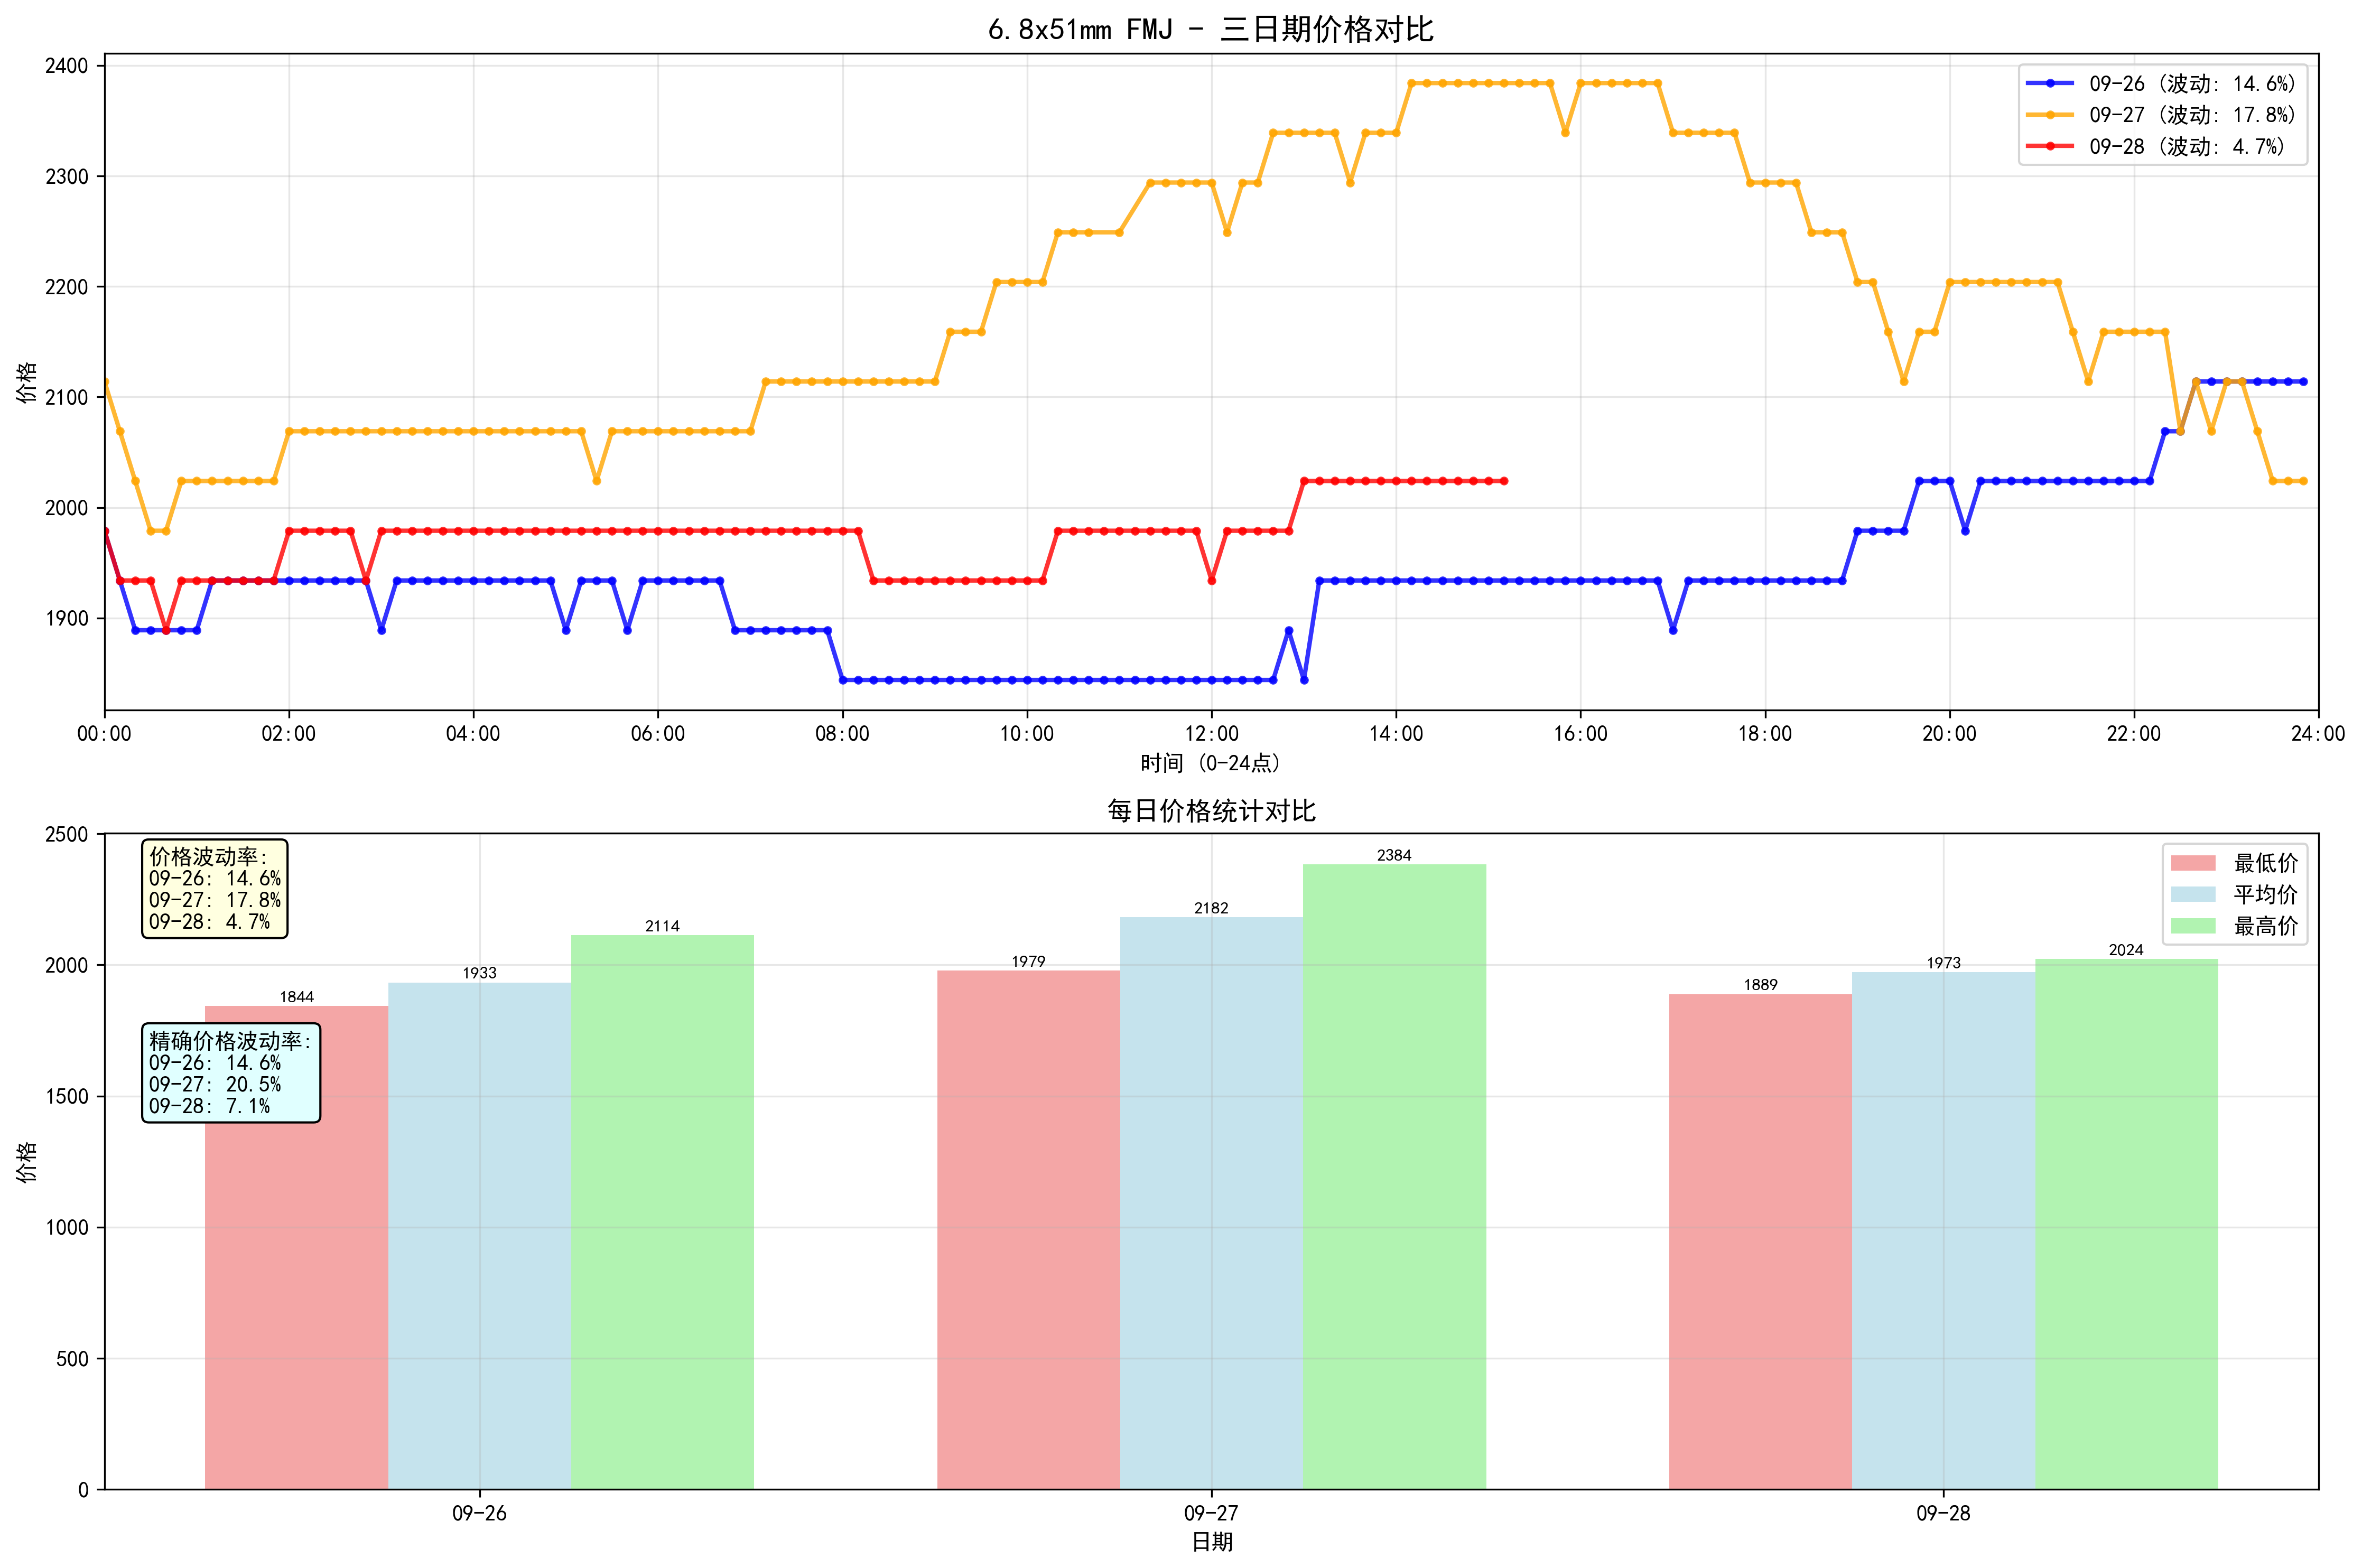 6.8x51mm FMJ - 三日期价格对比
09-26 (波动: 14.6%)
09-27 (波动: 17.8%)
09-28 (波动: 4.7%)
价格
2400
2300
2200
2100
2000
1900
00:00 02:00 04:00 06:00 08:00 10:00 12:00 14:00 16:00 18:00 20:00 22:00 24:00
时间 (0-24点)
每日价格统计对比
价格波动率:
09-26: 14.6%
09-27: 17.8%
09-28: 4.7%
精确价格波动率:
09-26: 14.6%
09-27: 20.5%
09-28: 7.1%
最低价
平均价
最高价
价格
2500
2000
1500
1000
500
0
1844 1933 2114 1979 2182 2384 1889 1973 2024
09-26 09-27 09-28
日期